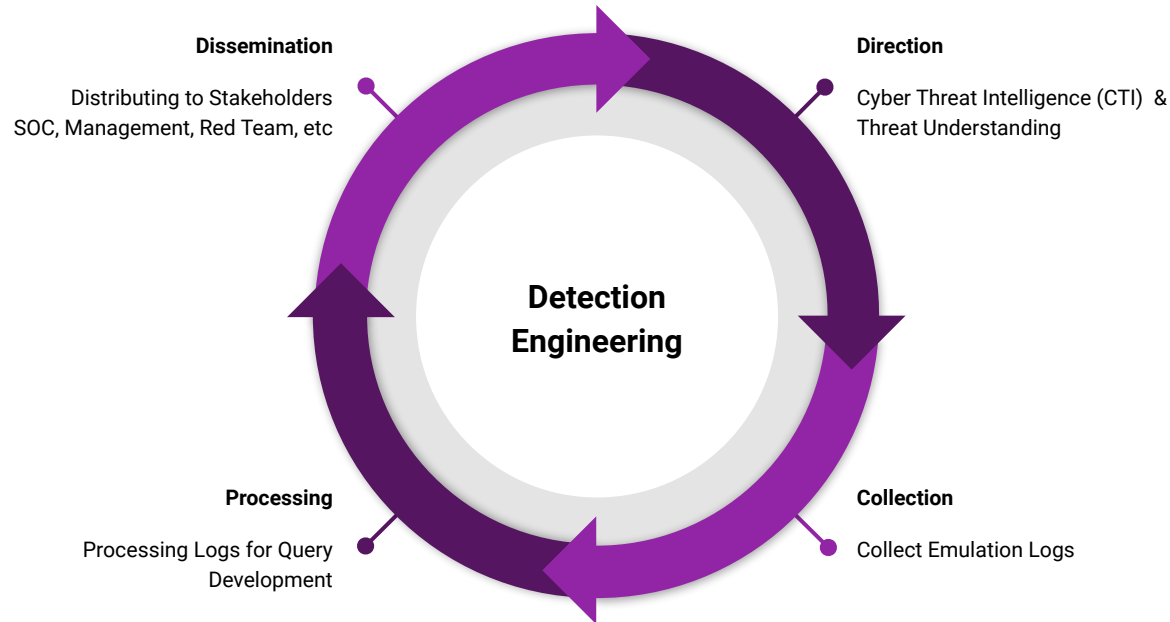 Dissemination
Distributing to Stakeholders
SOC, Management, Red Team, etc
Direction
Cyber Threat Intelligence (CTI)  &
Threat Understanding
Detection
Engineering
Processing
Processing Logs for Query
Development
Collection
Collect Emulation Logs